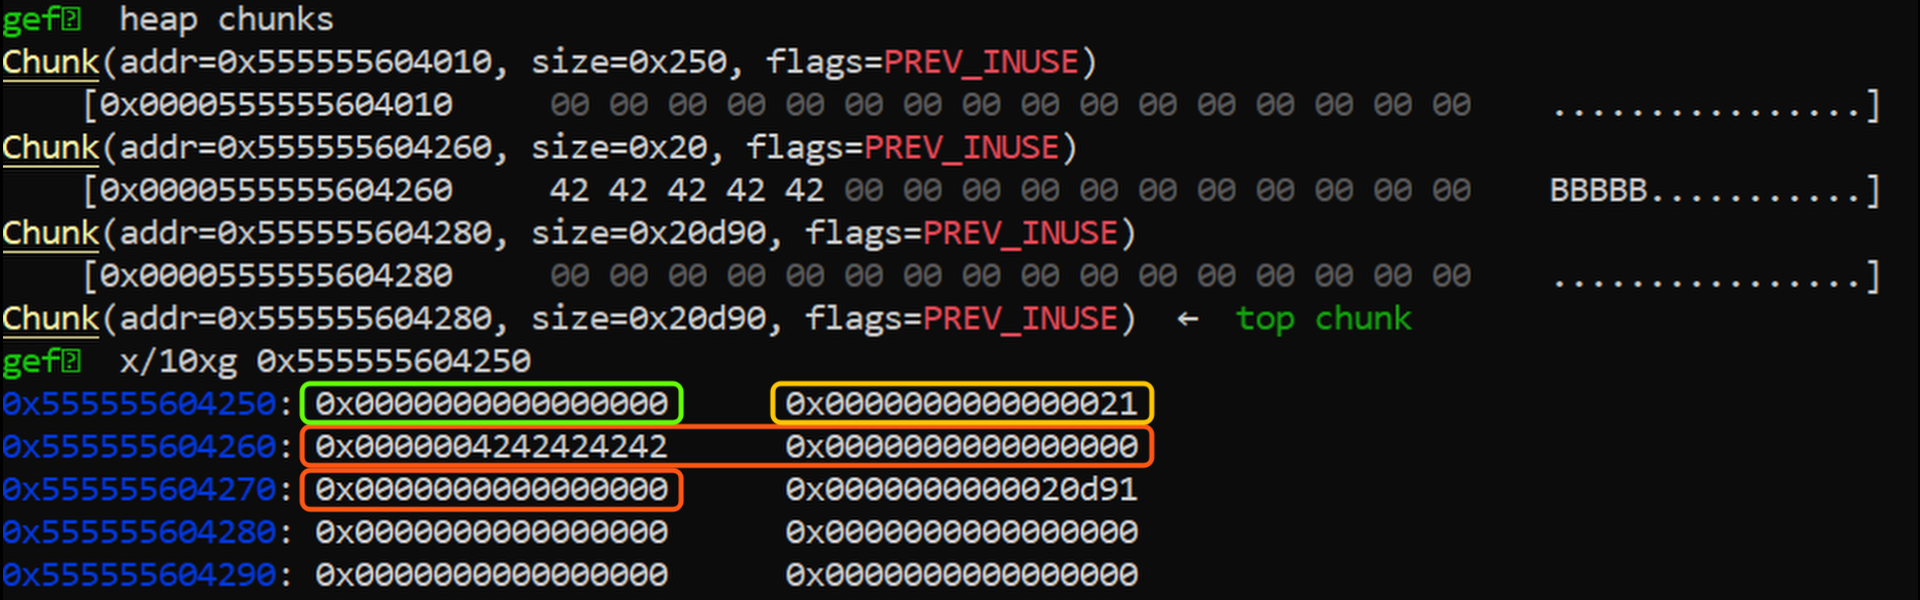 gef  heap chunks
Chunk(addr=0x555555604010, size=0x250, flags=PREV_INUSE)
    [0x0000555555604010     00 00 00 00 00 00 00 00 00 00 00 00 00 00 00 00    ................]
Chunk(addr=0x555555604260, size=0x20, flags=PREV_INUSE)
    [0x0000555555604260     42 42 42 42 42 00 00 00 00 00 00 00 00 00 00 00    BBBBB...........]
Chunk(addr=0x555555604280, size=0x20d90, flags=PREV_INUSE)
    [0x0000555555604280     00 00 00 00 00 00 00 00 00 00 00 00 00 00 00 00    ................]
Chunk(addr=0x555555604280, size=0x20d90, flags=PREV_INUSE)  ←  top chunk
gef  x/10xg 0x555555604250
0x555555604250: 0x0000000000000000      0x0000000000000021
0x555555604260: 0x0000004242424242      0x0000000000000000
0x555555604270: 0x0000000000000000      0x0000000000020d91
0x555555604280: 0x0000000000000000      0x0000000000000000
0x555555604290: 0x0000000000000000      0x0000000000000000